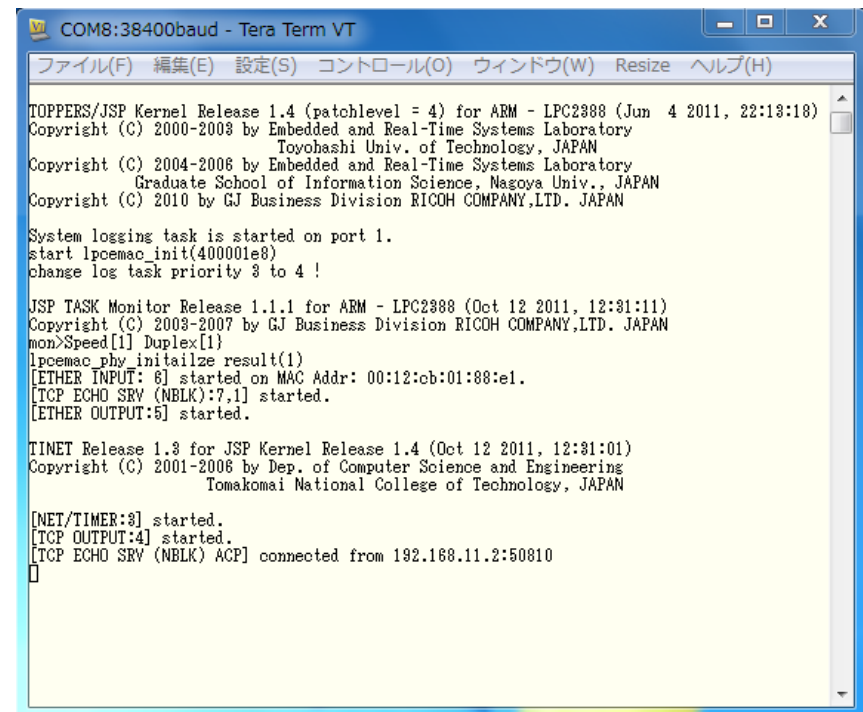 COM8:38400baud - Tera Term VT
ファイル(F) 編集(E) 設定(S) コントロール(O) ウィンドウ(W) Resize ヘルプ(H)
TOPPERS/JSP Kernel Release 1.4 (patchlevel = 4) for ARM - LPC2388 (Jun  4 2011, 22:13:18)
Copyright (C) 2000-2003 by Embedded and Real-Time Systems Laboratory
Toyohashi Univ. of Technology, JAPAN
Copyright (C) 2004-2006 by Embedded and Real-Time Systems Laboratory
Graduate School of Information Science, Nagoya Univ., JAPAN
Copyright (C) 2010 by GJ Business Division RICOH COMPANY,LTD. JAPAN
System logging task is started on port 1.
start lpcemac_init(400001e8)
change log task priority 3 to 4 !
JSP TASK Monitor Release 1.1.1 for ARM - LPC2388 (Oct 12 2011, 12:31:11)
Copyright (C) 2003-2007 by GJ Business Division RICOH COMPANY,LTD. JAPAN
mon>Speed[1] Duplex[1}
lpcemac_phy_initailze result(1)
[ETHER INPUT: 6] started on MAC Addr: 00:12:cb:01:88:e1.
[TCP ECHO SRV (NBLK):7,1] started.
[ETHER OUTPUT:5] started.
TINET Release 1.3 for JSP Kernel Release 1.4 (Oct 12 2011, 12:31:01)
Copyright (C) 2001-2006 by Dep. of Computer Science and Engineering
Tomakomai National College of Technology, JAPAN
[NET/TIMER:3] started.
[TCP OUTPUT:4] started.
[TCP ECHO SRV (NBLK) ACP] connected from 192.168.11.2:50810